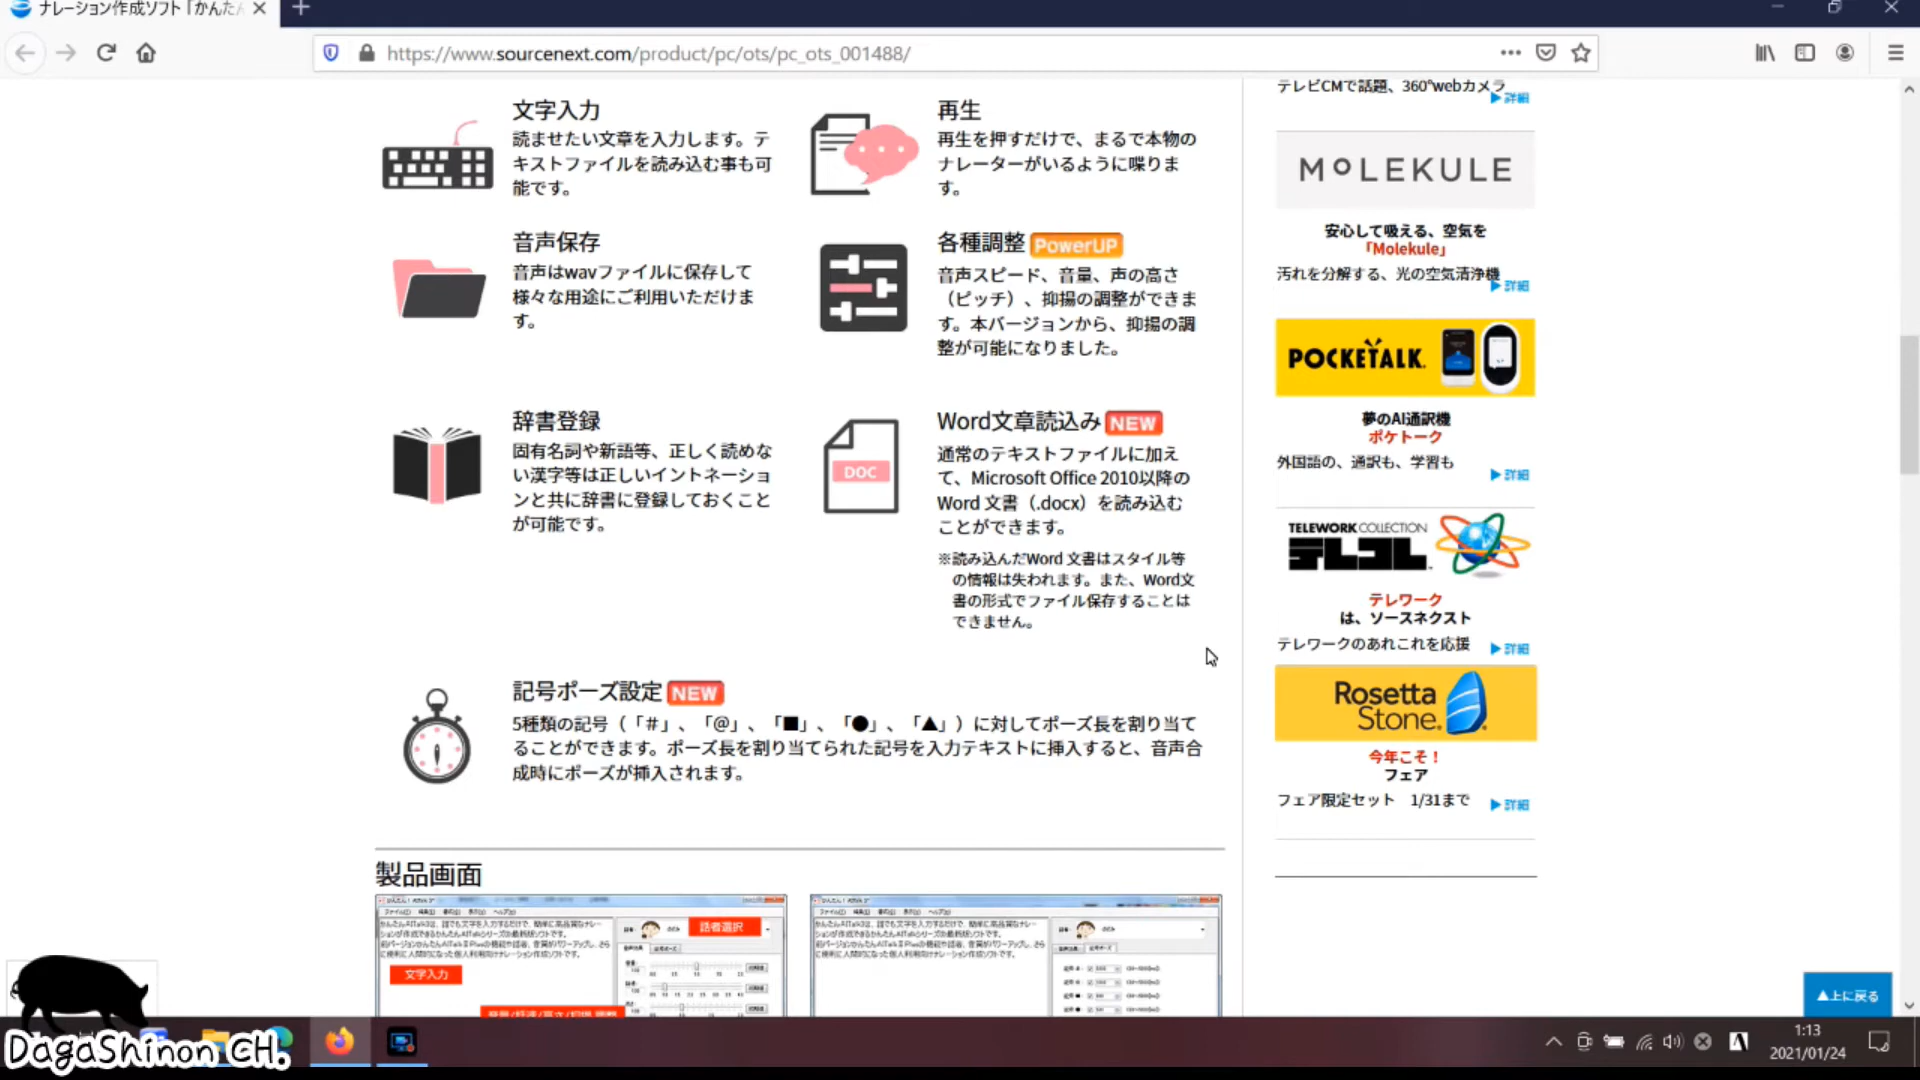 ナレーション作成ソフト「かんたん
https://www.sourcenext.com/product/pc/ots/pc_ots_001488/
文字入力
読ませたい文章を入力します。テ
キストファイルを読み込む事も可
能です。
再生
再生を押すだけで、まるで本物の
ナレーターがいるように喋りま
す。
音声保存
音声はwavファイルに保存して
様々な用途にご利用いただけま
す。
各種調整 PowerUP
音声スピード、音量、声の高さ
（ピッチ）、抑揚の調整ができま
す。本バージョンから、抑揚の調
整が可能になりました。
辞書登録
固有名詞や新語等、正しく読めな
い漢字等は正しいイントネーショ
ンと共に辞書に登録しておくこと
が可能です。
DOC
Word文章読込み NEW
通常のテキストファイルに加え
て、Microsoft Office 2010以降の
Word 文書（.docx）を読み込む
ことができます。
※読み込んだWord 文書はスタイル等
の情報は失われます。また、Word文
書の形式でファイル保存することは
できません。
記号ポーズ設定 NEW
5種類の記号（「#」、「@」、「■」、「●」、「▲」）に対してポーズ長を割り当て
ることができます。ポーズ長を割り当てられた記号を入力テキストに挿入すると、音声合
成時にポーズが挿入されます。
製品画面
話者選択
文字入力
テレビCMで話題、360°webカメラ
▶詳細
MOLEKULE
安心して吸える、空気を
「Molekule」
汚れを分解する、光の空気清浄機
▶詳細
POCKETALK.
夢のAI通訳機
ポケトーク
外国語の、通訳も、学習も
▶詳細
TELEWORK COLLECTION
テレコレ
テレワーク
は、ソースネクスト
テレワークのあれこれを応援
▶詳細
Rosetta
Stone.
今年こそ！
フェア
フェア限定セット 1/31まで
▶詳細
▲上に戻る
DagaShinon CH.
1:13
2021/01/24